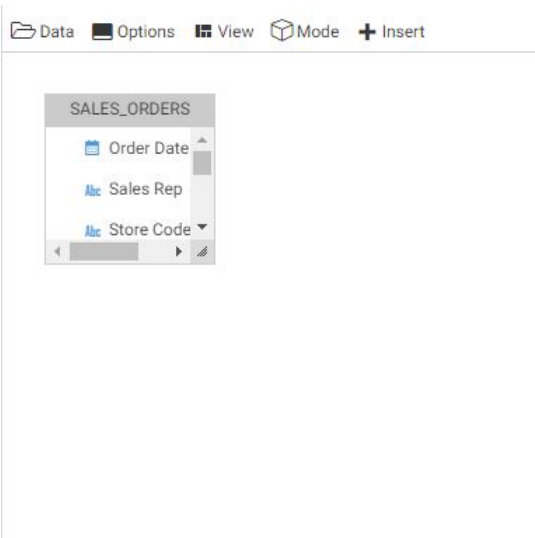 Data Options View Mode Insert
SALES_ORDERS
Order Date
Abc Sales Rep
Abc Store Code